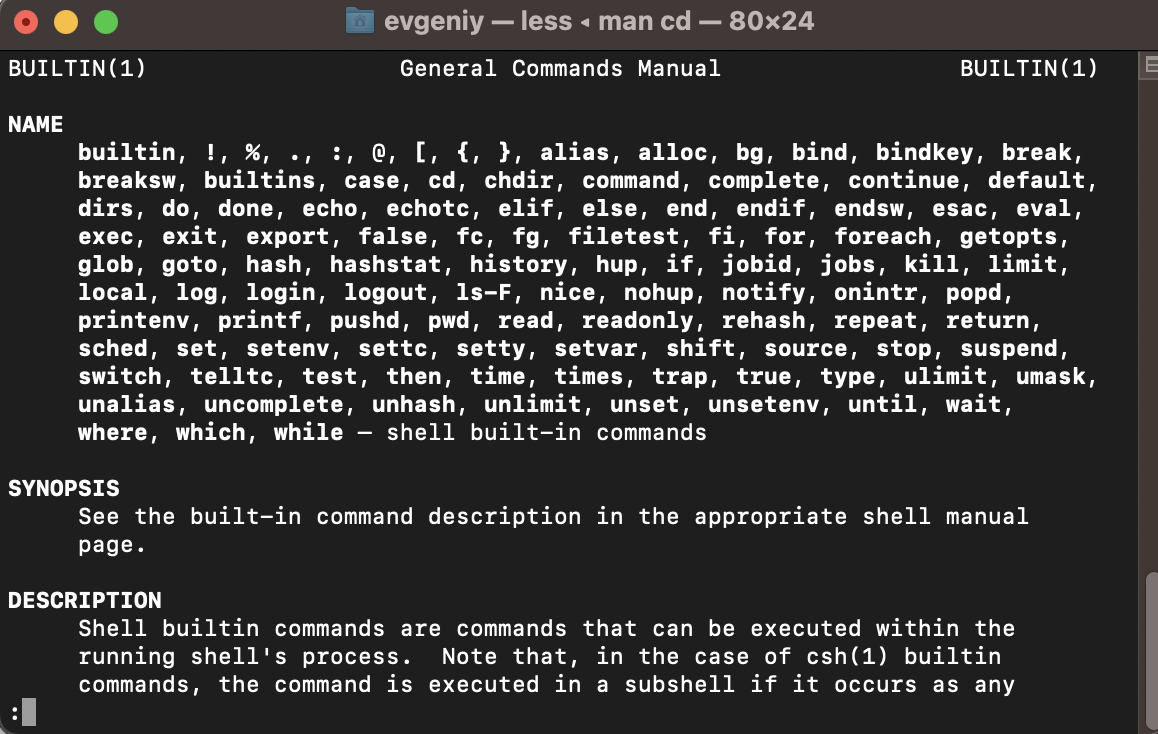 evgeniy — less ◂ man cd — 80×24
BUILTIN(1) General Commands Manual BUILTIN(1)
NAME
builtin, !, %, ., :, @, [, {, }, alias, alloc, bg, bind, bindkey, break,
breaksw, builtins, case, cd, chdir, command, complete, continue, default,
dirs, do, done, echo, echotc, elif, else, end, endif, endsw, esac, eval,
exec, exit, export, false, fc, fg, filetest, fi, for, foreach, getopts,
glob, goto, hash, hashstat, history, hup, if, jobid, jobs, kill, limit,
local, log, login, logout, ls-F, nice, nohup, notify, onintr, popd,
printenv, printf, pushd, pwd, read, readonly, rehash, repeat, return,
sched, set, setenv, settc, setty, setvar, shift, source, stop, suspend,
switch, telltc, test, then, time, times, trap, true, type, ulimit, umask,
unalias, uncomplete, unhash, unlimit, unset, unsetenv, until, wait,
where, which, while – shell built-in commands
SYNOPSIS
See the built-in command description in the appropriate shell manual
page.
DESCRIPTION
Shell builtin commands are commands that can be executed within the
running shell's process.  Note that, in the case of csh(1) builtin
commands, the command is executed in a subshell if it occurs as any
: